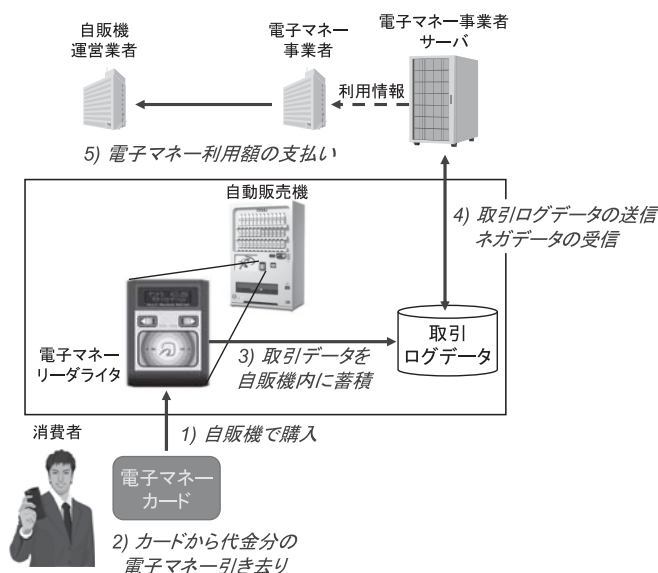 自販機
運営業者
電子マネー
事業者
電子マネー事業者
サーバ
利用情報
5) 電子マネー利用額の支払い
自動販売機
4) 取引ログデータの送信
ネガデータの受信
電子マネー
リーダライタ
3) 取引データを
自販機内に蓄積
取引
ログデータ
消費者
1) 自販機で購入
電子マネー
カード
2) カードから代金分の
電子マネー引き去り